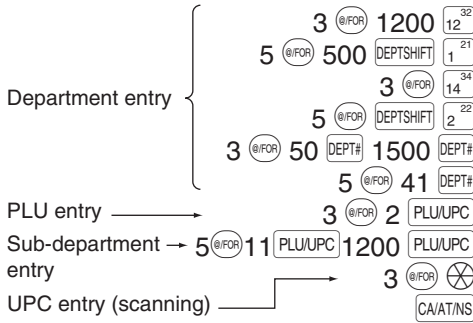 3 @/FOR 1200 12 32
5 @/FOR 500 DEPTSHIFT 1 21
Department entry 3 @/FOR 14 34
5 @/FOR DEPTSHIFT 2 22
3 @/FOR 50 DEPT# 1500 DEPT#
5 @/FOR 41 DEPT#
PLU entry 3 @/FOR 2 PLU/UPC
Sub-department 5 @/FOR 11 PLU/UPC 1200 PLU/UPC
entry
3 @/FOR
UPC entry (scanning)
CA/AT/NS